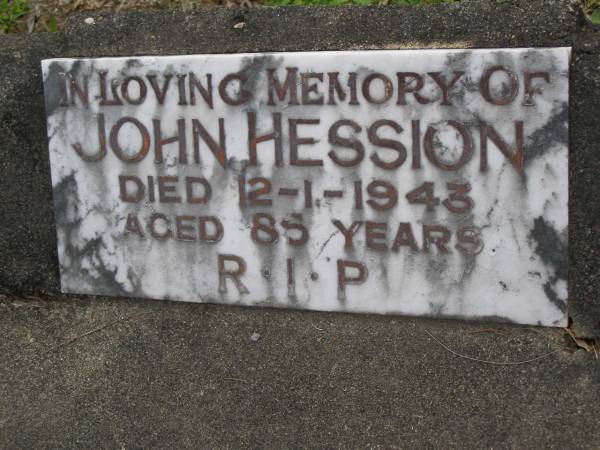 IN LOVING MEMORY OF
JOHN HESSION
DIED 12-1-1943
AGED 85 YEARS
R·I·P